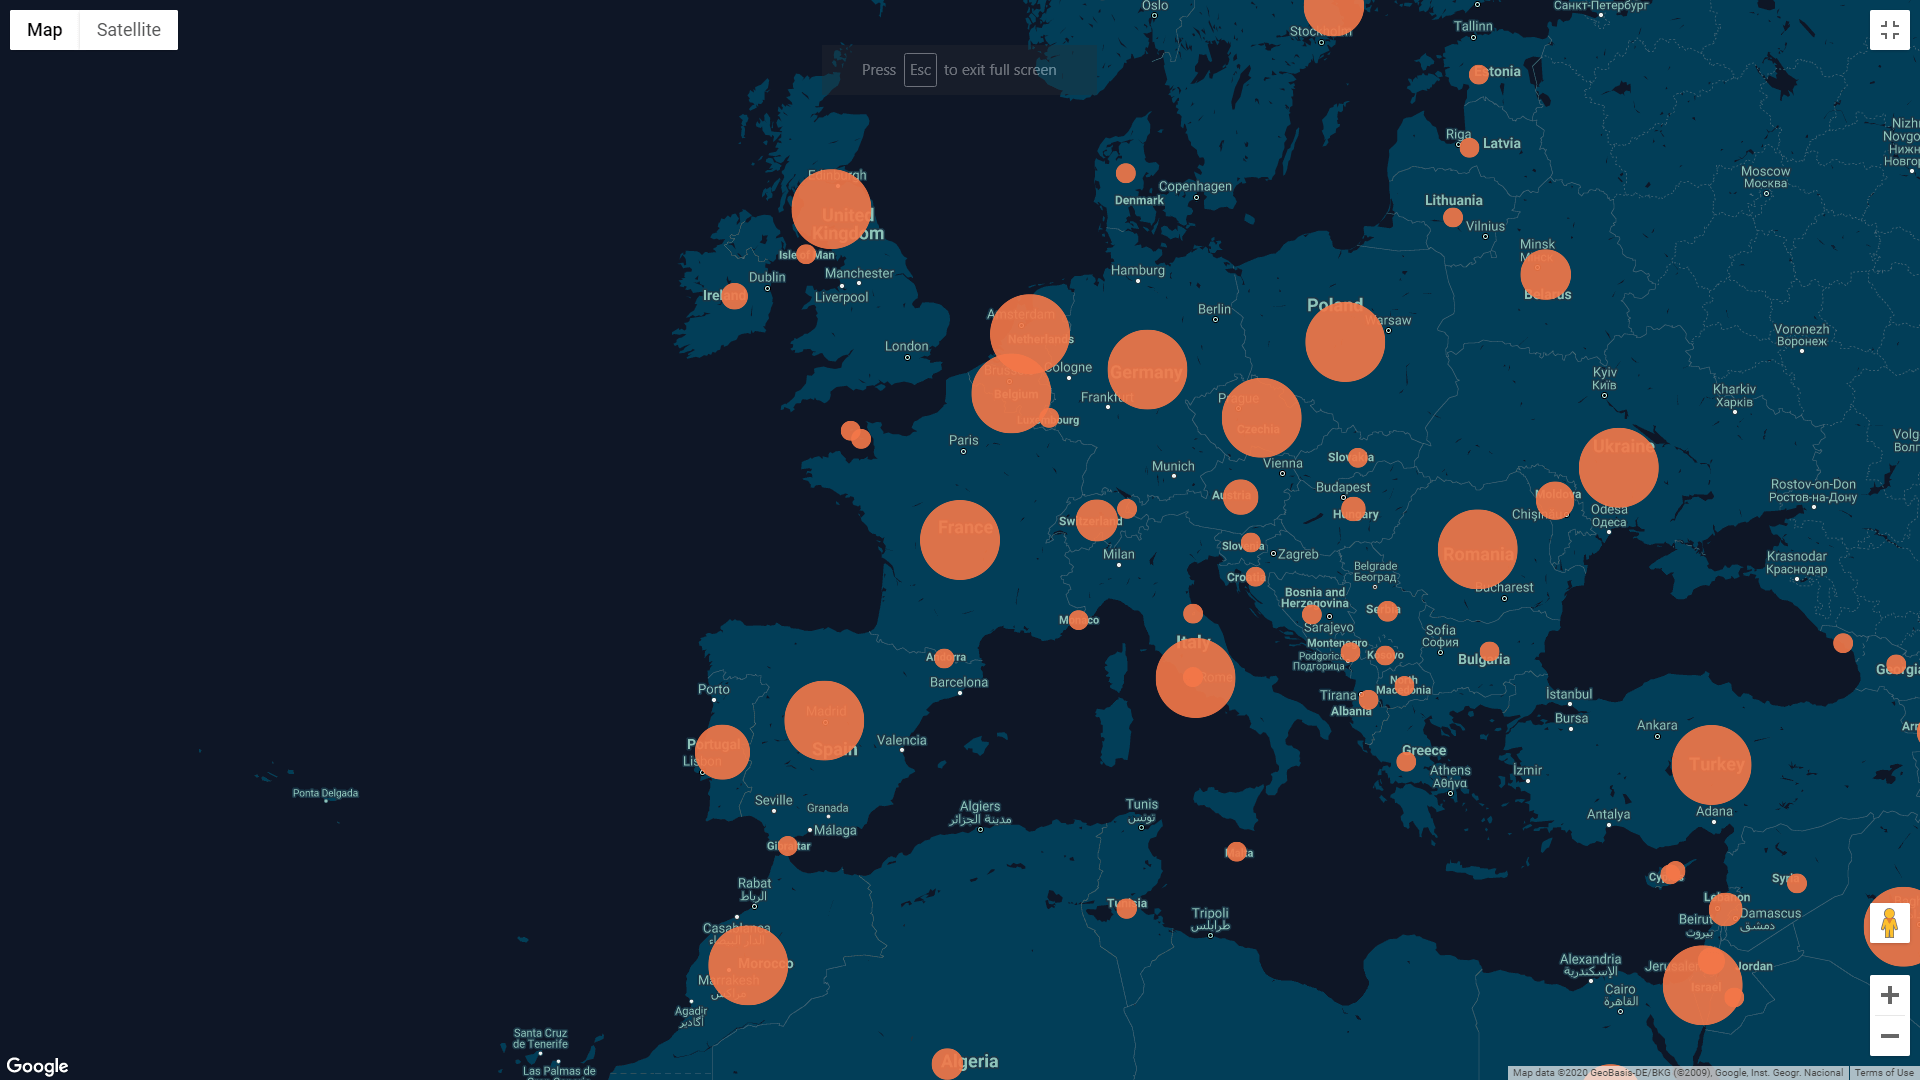 Map
Satellite
Press Esc to exit full screen
Oslo
Stockholm
Tallinn
Санкт-Петербург
Estonia
Riga
Latvia
Moscow
Москва
Edinburgh
United
Kingdom
Isle of Man
Manchester
Liverpool
Dublin
Ireland
London
Denmark
Copenhagen
Lithuania
Vilnius
Minsk
Belarus
Hamburg
Berlin
Poland
Warsaw
Amsterdam
Netherlands
Belgium
Cologne
Germany
Frankfurt
Luxembourg
Prague
Czechia
Kyiv
Київ
Kharkiv
Харків
Voronezh
Воронеж
Ukraine
Paris
Munich
Vienna
Slovakia
Budapest
Hungary
Austria
Switzerland
France
Milan
Slovenia
Zagreb
Croatia
Moldova
Odesa
Одеса
Romania
Bucharest
Rostov-on-Don
Ростов-на-Дону
Krasnodar
Краснодар
Belgrade
Београд
Bosnia and
Herzegovina
Sarajevo
Serbia
Monaco
Italy
Rome
Montenegro
Podgorica
Подгорица
Kosovo
Sofia
София
Bulgaria
North
Macedonia
Tirana
Albania
Georgia
Andorra
Barcelona
Porto
Madrid
Spain
Portugal
Lisbon
Valencia
Seville
Granada
Málaga
Gibraltar
Ponta Delgada
Greece
Athens
Αθήνα
İstanbul
Bursa
İzmir
Ankara
Turkey
Antalya
Adana
Algiers
مدينة الجزائر
Tunis
تونس
Malta
Tunisia
Tripoli
طرابلس
Cyprus
Syria
Lebanon
Beirut
بيروت
Damascus
دمشق
Rabat
الرباط
Casablanca
الدار البيضاء
Morocco
Marrakesh
مراكش
Agadir
أكادير
Alexandria
الإسكندرية
Cairo
القاهرة
Jerusalem
Israel
Jordan
Santa Cruz
de Tenerife
Las Palmas de
Algeria
Google
Map data ©2020 GeoBasis-DE/BKG (©2009), Google, Inst. Geogr. Nacional
Terms of Use